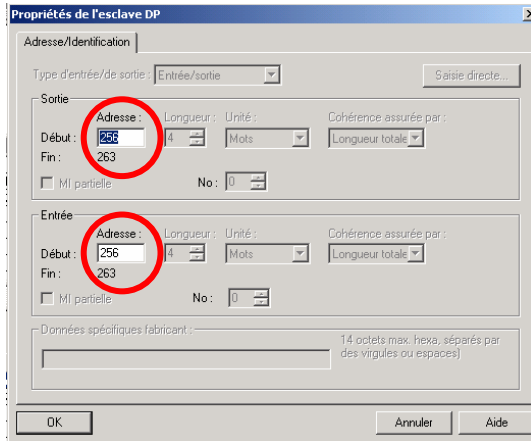 Propriétés de l'esclave DP
Adresse/Identification
Type d'entrée/de sortie : Entrée/sortie
Saisie directe...
Sortie
Adresse : Longueur : Unité : Cohérence assurée par :
Début : 256 4 Mots Longueur totale
Fin : 263
MI partielle No : 0
Entrée
Adresse : Longueur : Unité : Cohérence assurée par :
Début : 256 4 Mots Longueur totale
Fin : 263
MI partielle No : 0
Données spécifiques fabricant :
14 octets max. hexa, séparés par
des virgules ou espaces)
OK Annuler Aide